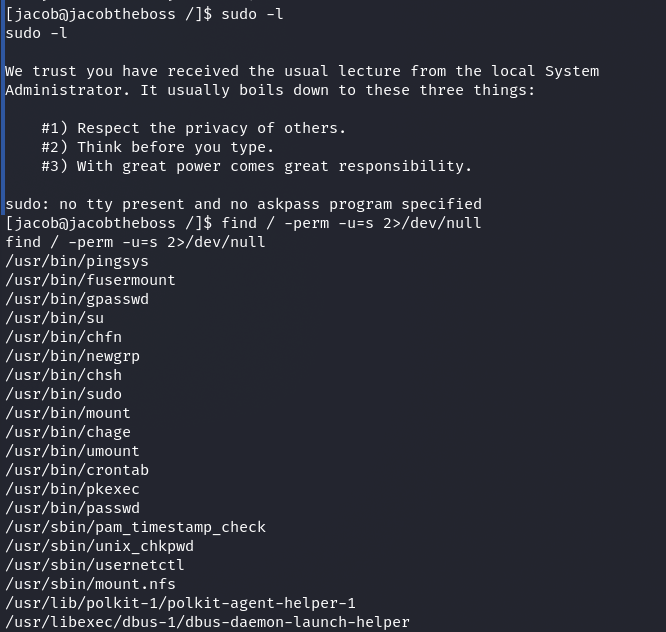 [jacob@jacobtheboss /]$ sudo -l
sudo -l

We trust you have received the usual lecture from the local System
Administrator. It usually boils down to these three things:

    #1) Respect the privacy of others.
    #2) Think before you type.
    #3) With great power comes great responsibility.

sudo: no tty present and no askpass program specified
[jacob@jacobtheboss /]$ find / -perm -u=s 2>/dev/null
find / -perm -u=s 2>/dev/null
/usr/bin/pingsys
/usr/bin/fusermount
/usr/bin/gpasswd
/usr/bin/su
/usr/bin/chfn
/usr/bin/newgrp
/usr/bin/chsh
/usr/bin/sudo
/usr/bin/mount
/usr/bin/chage
/usr/bin/umount
/usr/bin/crontab
/usr/bin/pkexec
/usr/bin/passwd
/usr/sbin/pam_timestamp_check
/usr/sbin/unix_chkpwd
/usr/sbin/usernetctl
/usr/sbin/mount.nfs
/usr/lib/polkit-1/polkit-agent-helper-1
/usr/libexec/dbus-1/dbus-daemon-launch-helper